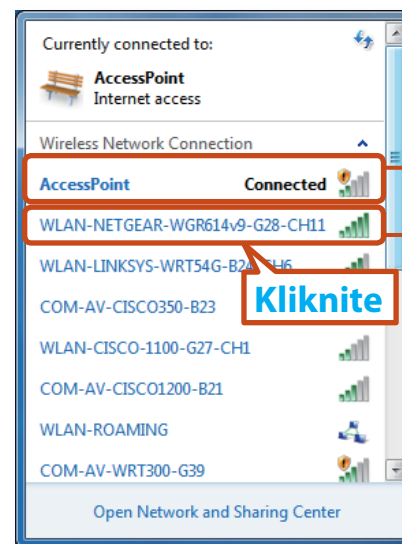 Currently connected to:
AccessPoint
Internet access
Wireless Network Connection
AccessPoint Connected
WLAN-NETGEAR-WGR614v9-G28-CH11
WLAN-LINKSYS-WRT54G-B24-CH6
Kliknite
COM-AV-CISCO350-B23
WLAN-CISCO-1100-G27-CH1
COM-AV-CISCO1200-B21
WLAN-ROAMING
COM-AV-WRT300-G39
Open Network and Sharing Center